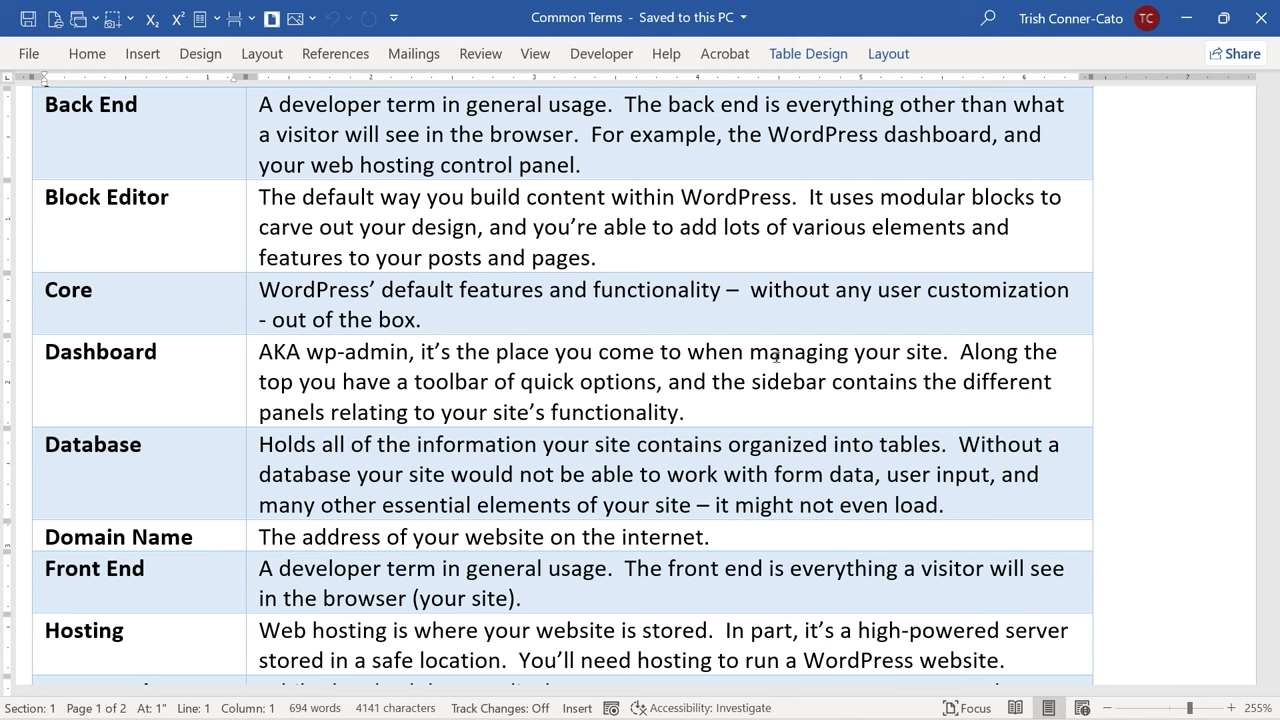 Common Terms - Saved to this PC
Trish Conner-Cato TC
File Home Insert Design Layout References Mailings Review View Developer Help Acrobat Table Design Layout Share
1 2 3 4 5 6 7
Back End
A developer term in general usage.  The back end is everything other than what
a visitor will see in the browser.  For example, the WordPress dashboard, and
your web hosting control panel.
Block Editor
The default way you build content within WordPress.  It uses modular blocks to
carve out your design, and you’re able to add lots of various elements and
features to your posts and pages.
Core
WordPress’ default features and functionality –  without any user customization
- out of the box.
Dashboard
AKA wp-admin, it’s the place you come to when managing your site.  Along the
top you have a toolbar of quick options, and the sidebar contains the different
panels relating to your site’s functionality.
Database
Holds all of the information your site contains organized into tables.  Without a
database your site would not be able to work with form data, user input, and
many other essential elements of your site – it might not even load.
Domain Name
The address of your website on the internet.
Front End
A developer term in general usage.  The front end is everything a visitor will see
in the browser (your site).
Hosting
Web hosting is where your website is stored.  In part, it’s a high-powered server
stored in a safe location.  You’ll need hosting to run a WordPress website.
Section: 1 Page 1 of 2 At: 1" Line: 1 Column: 1 694 words 4141 characters Track Changes: Off Insert Accessibility: Investigate Focus 255%